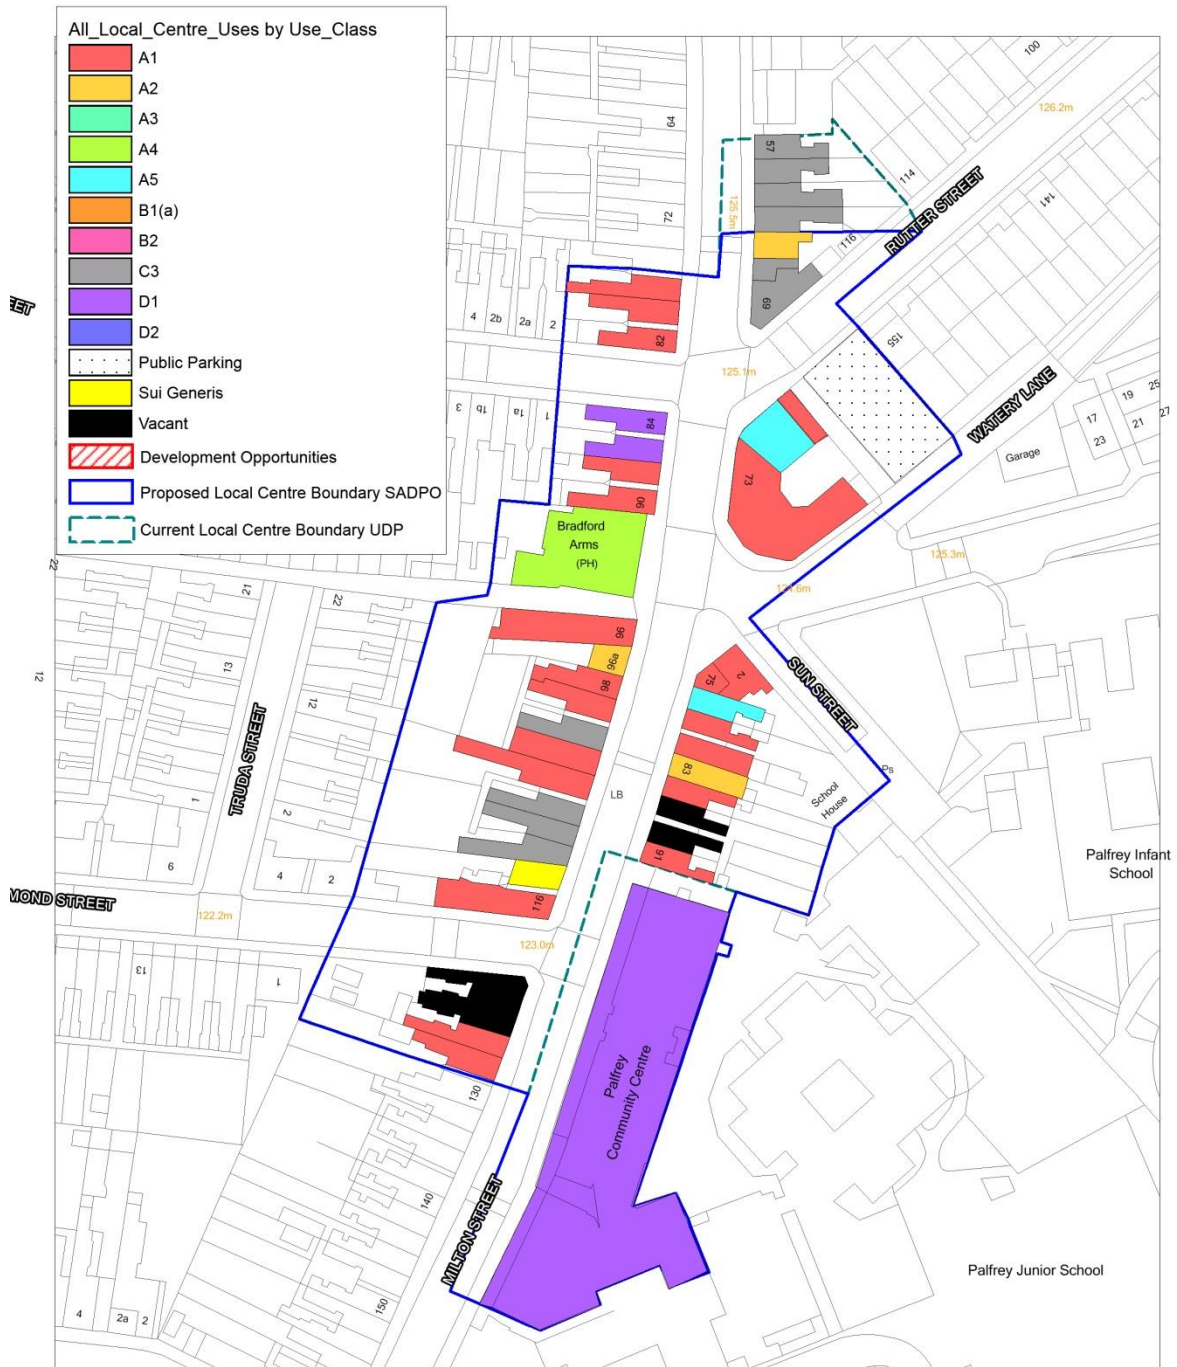 All_Local_Centre_Uses by Use_Class
A1
A2
A3
A4
A5
B1(a)
B2
C3
D1
D2
Public Parking
Sui Generis
Vacant
Development Opportunities
Proposed Local Centre Boundary SADPO
Current Local Centre Boundary UDP
100
126.2m
64
57
114
72
125.5m
RUTTER STREET
141
116
EET
69
4
2b
2a
2
82
155
125.1m
WATERY LANE
19
25
17
21
27
23
3
1b
1a
1
84
Garage
73
90
Bradford
Arms
(PH)
125.3m
22
124.6m
21
22
96
96a
13
2
75
12
98
SUN STREET
12
TRUDA STREET
83
Ps
LB
School
House
1
2
91
Palfrey Infant
School
6
4
2
116
MOND STREET
122.2m
123.0m
13
1
Palfrey
Community Centre
130
140
MILTON STREET
Palfrey Junior School
150
4
2a
2